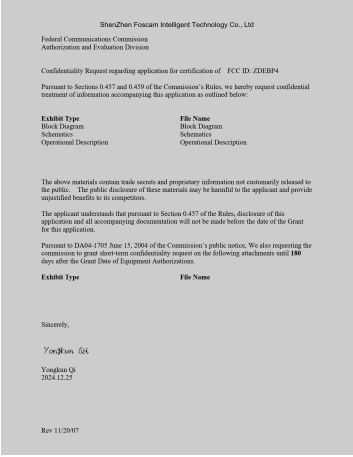 ShenZhen Foscam Intelligent Technology Co., Ltd
Federal Communications Commission
Authorization and Evaluation Division
Confidentiality Request regarding application for certification of FCC ID: ZDEBP4
Pursuant to Sections 0.457 and 0.459 of the Commission's Rules, we hereby request confidential
treatment of information accompanying this application as outlined below:
Exhibit Type File Name
Block Diagram Block Diagram
Schematics Schematics
Operational Description Operational Description
The above materials contain trade secrets and proprietary information not customarily released to
the public. The public disclosure of these materials may be harmful to the applicant and provide
unjustified benefits to its competitors.
The applicant understands that pursuant to Section 0.457 of the Rules, disclosure of this
application and all accompanying documentation will not be made before the date of the Grant
for this application.
Pursuant to DA04-1705 June 15, 2004 of the Commission's public notice, We also requesting the
commission to grant short-term confidentiality request on the following attachments until 180
days after the Grant Date of Equipment Authorizations.
Exhibit Type File Name
Sincerely,
Yongkun Qi
Yongkun Qi
2024.12.25
Rev 11/20/07